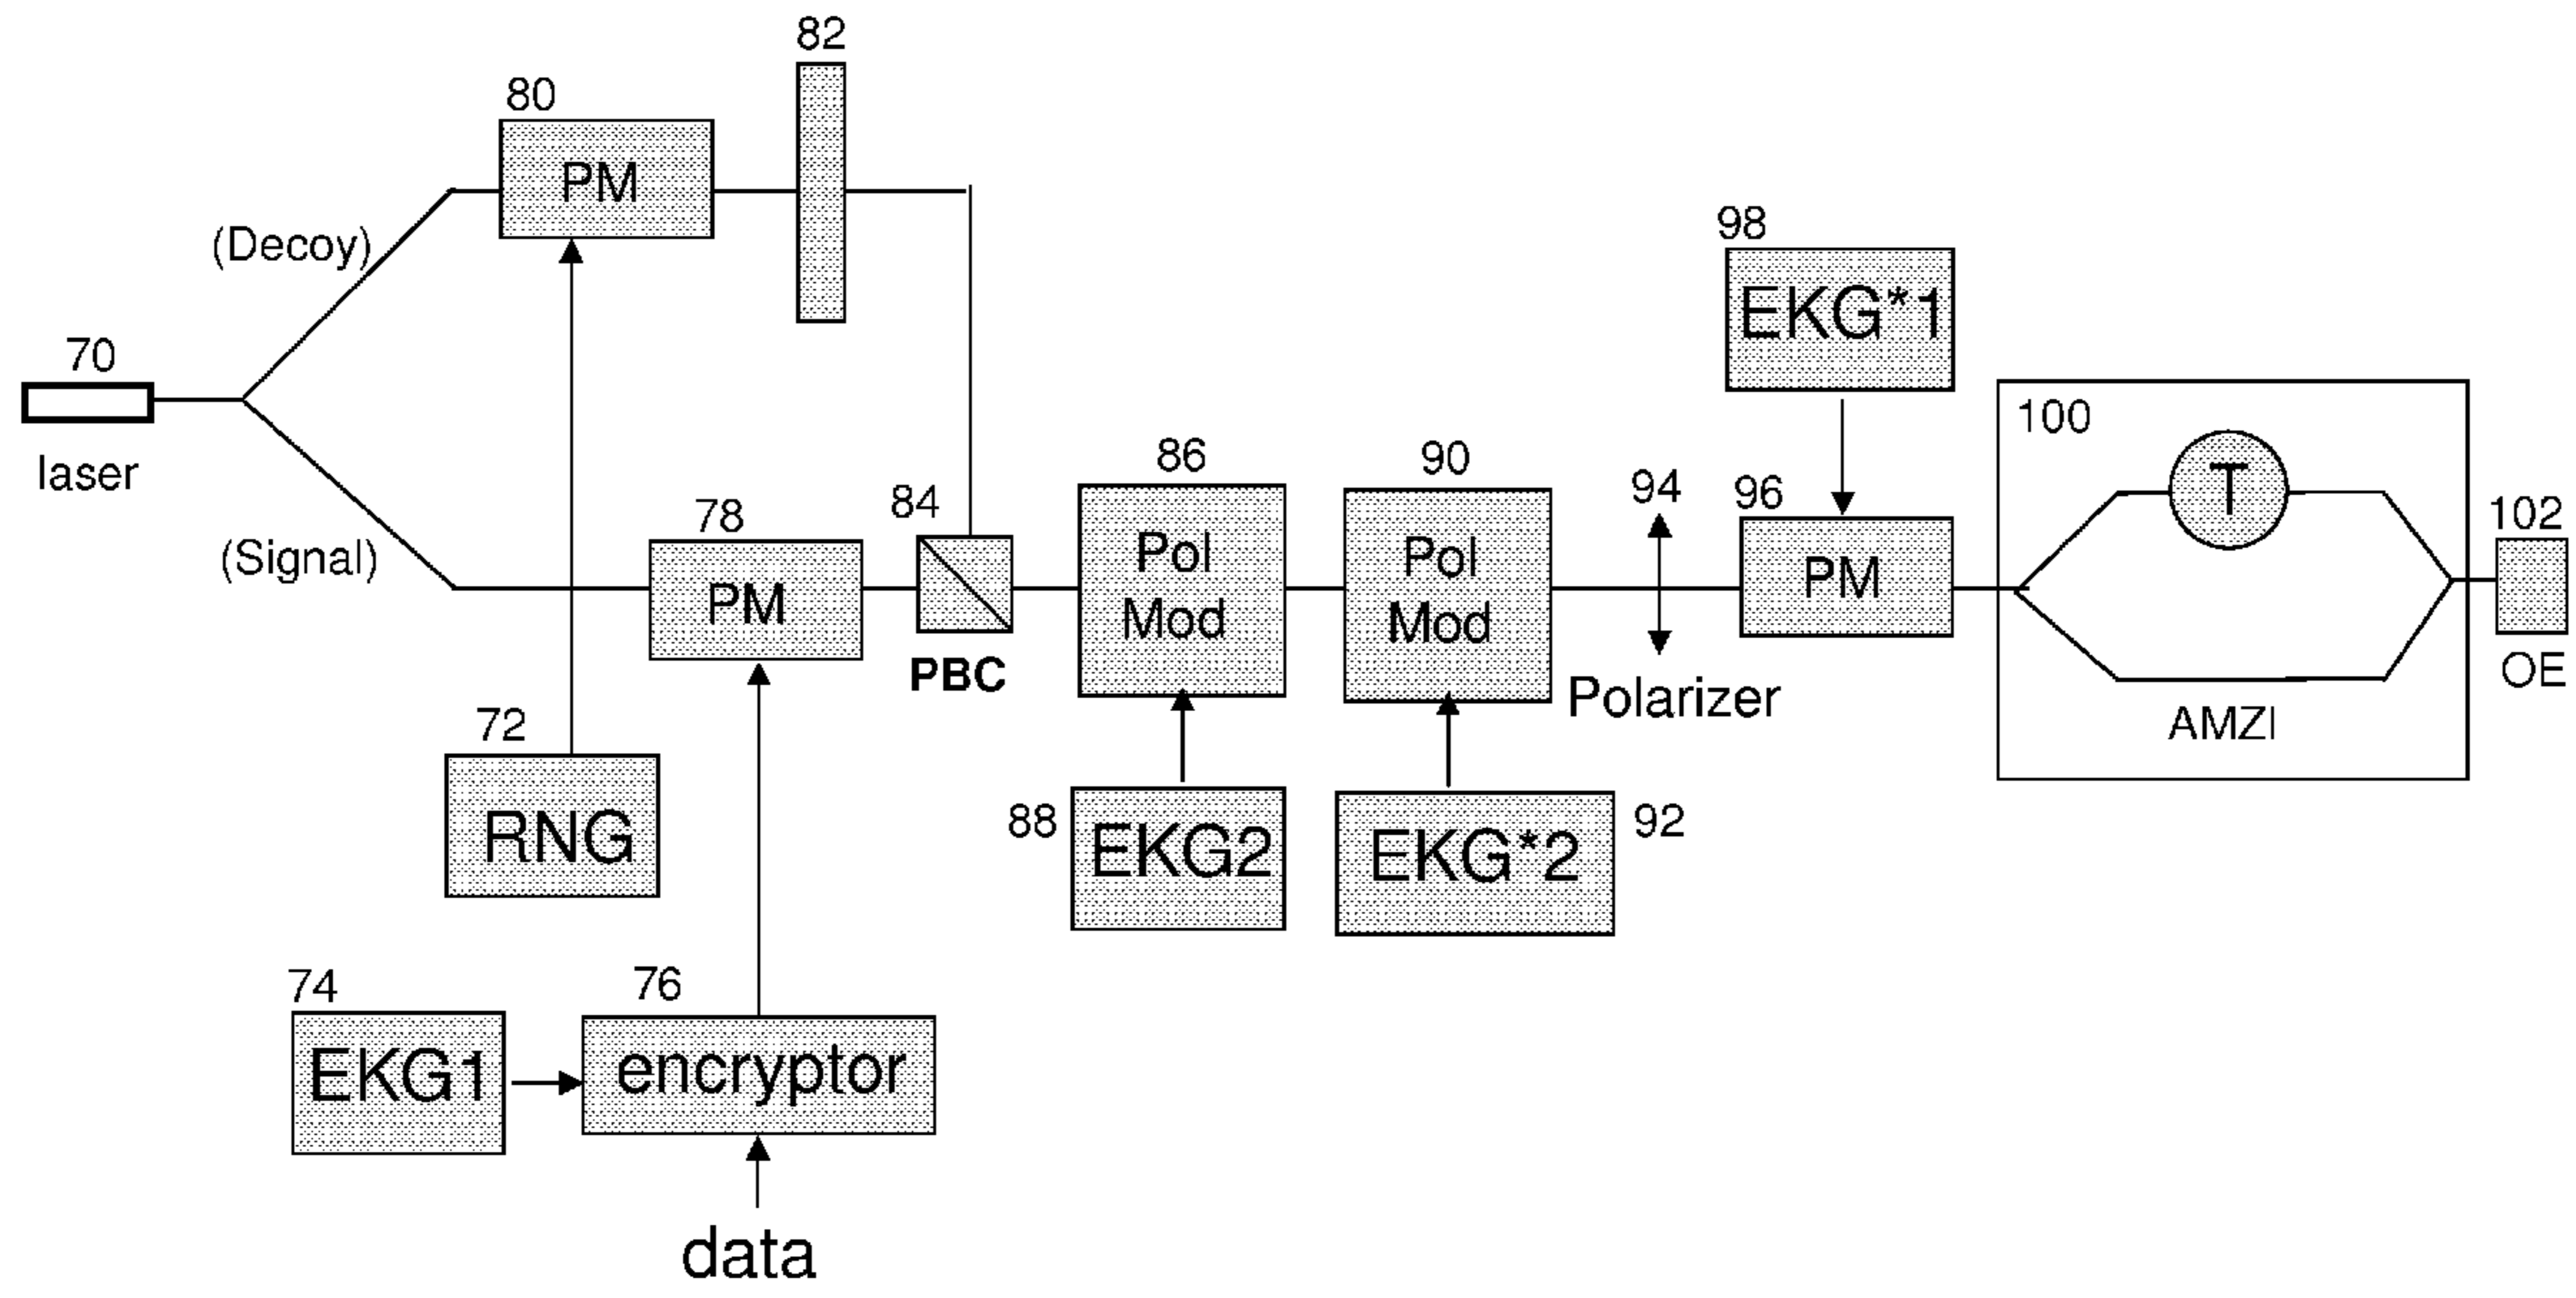 82
80
PM
(Decoy)
98
EKG*1
70
laser
100
T
86
90
94
96
84
78
102
Pol
Mod
Pol
Mod
PM
(Signal)
PM
PBC
Polarizer
OE
AMZI
72
RNG
88
EKG2
EKG*2
92
74
76
EKG1
encryptor
data